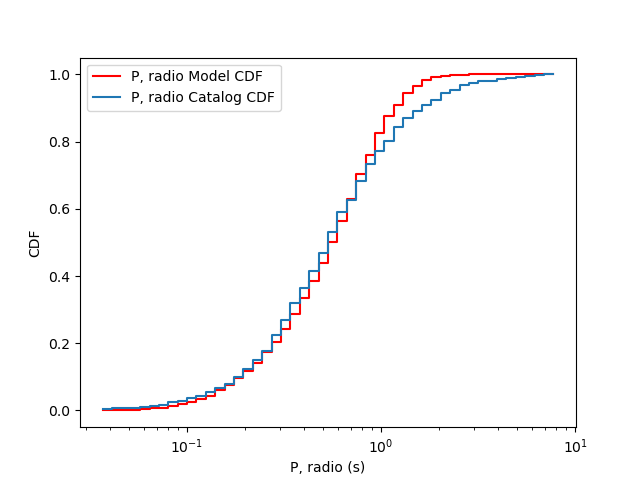 P, radio Model CDF
P, radio Catalog CDF
1.0
0.8
0.6
0.4
0.2
0.0
CDF
10⁻¹
10⁰
10¹
P, radio (s)